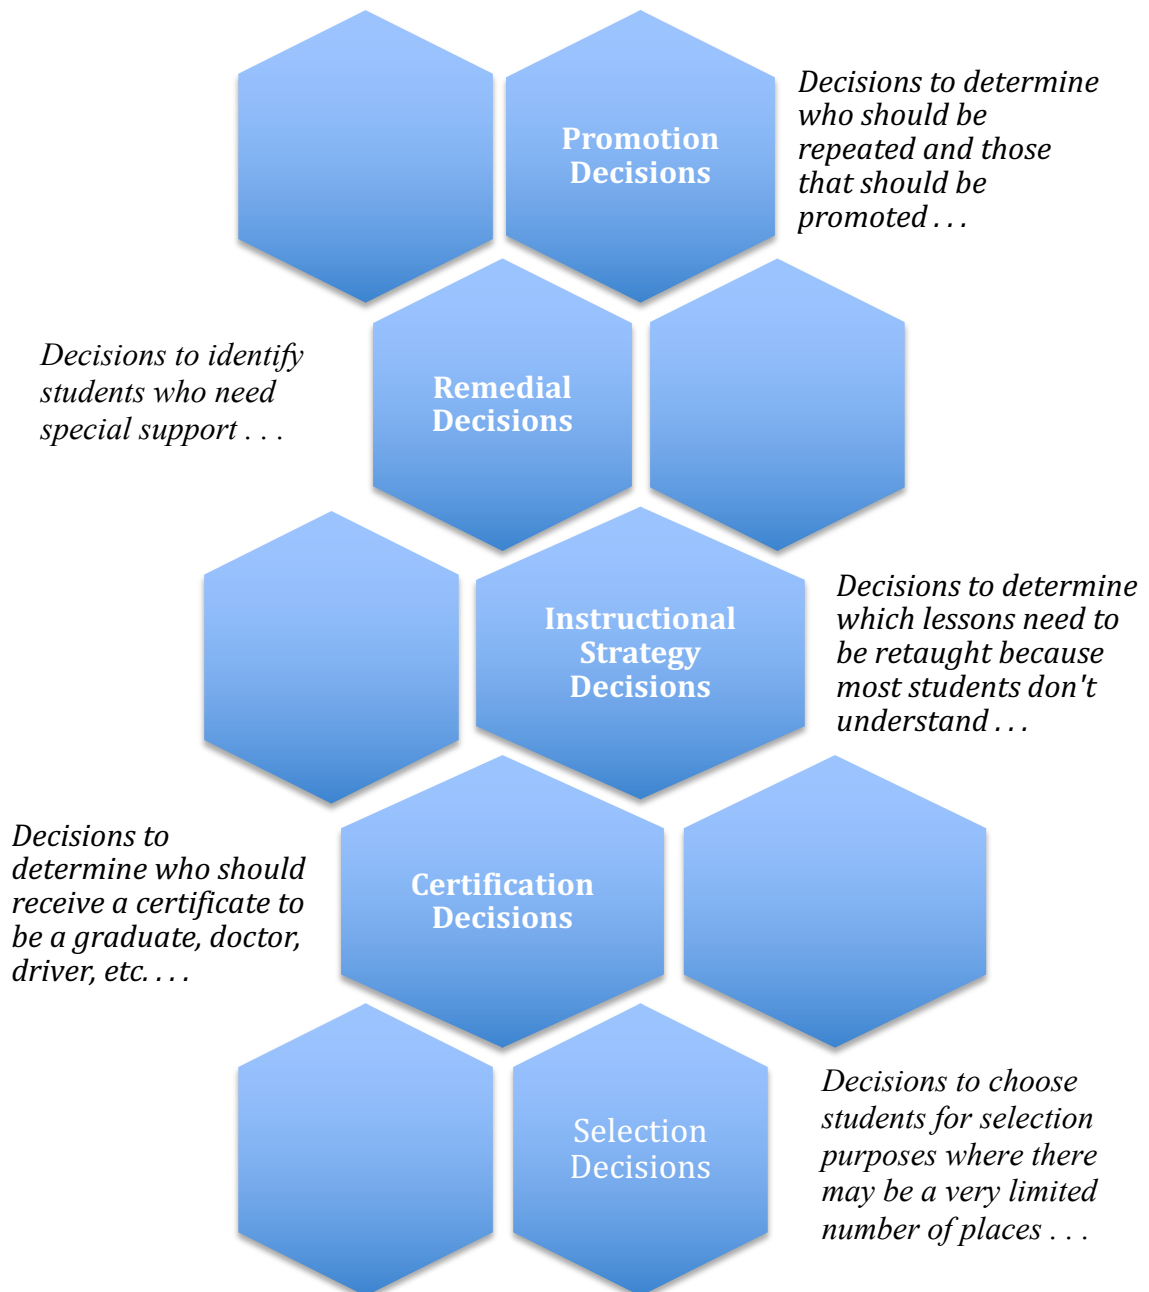 Promotion
Decisions
Decisions to determine
who should be
repeated and those
that should be
promoted . . .
Decisions to identify
students who need
special support . . .
Remedial
Decisions
Instructional
Strategy
Decisions
Decisions to determine
which lessons need to
be retaught because
most students don't
understand . . .
Decisions to
determine who should
receive a certificate to
be a graduate, doctor,
driver, etc. . . .
Certification
Decisions
Selection
Decisions
Decisions to choose
students for selection
purposes where there
may be a very limited
number of places . . .